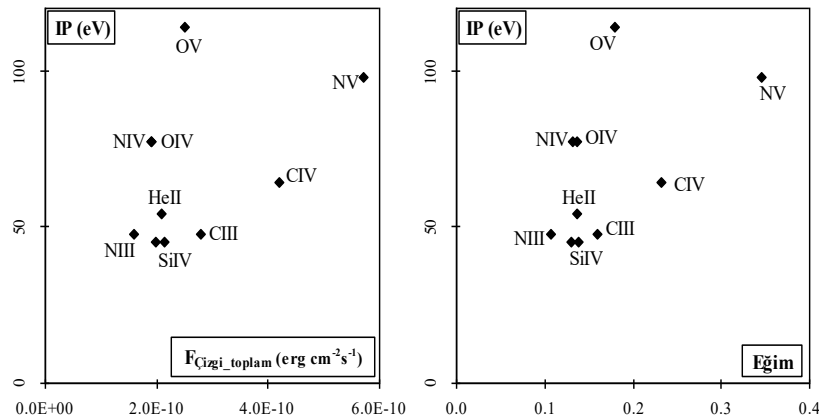 IP (eV)
OV
NV
100
NIV OIV
CIV
HeII
50
NIII
CIII
SiIV
F_Çizgi_toplam (erg cm⁻²s⁻¹)
0
0.0E+00 2.0E-10 4.0E-10 6.0E-10
IP (eV)
OV
NV
100
NIV OIV
CIV
HeII
50
NIII
CIII
SiIV
Eğim
0
0.0 0.1 0.2 0.3 0.4